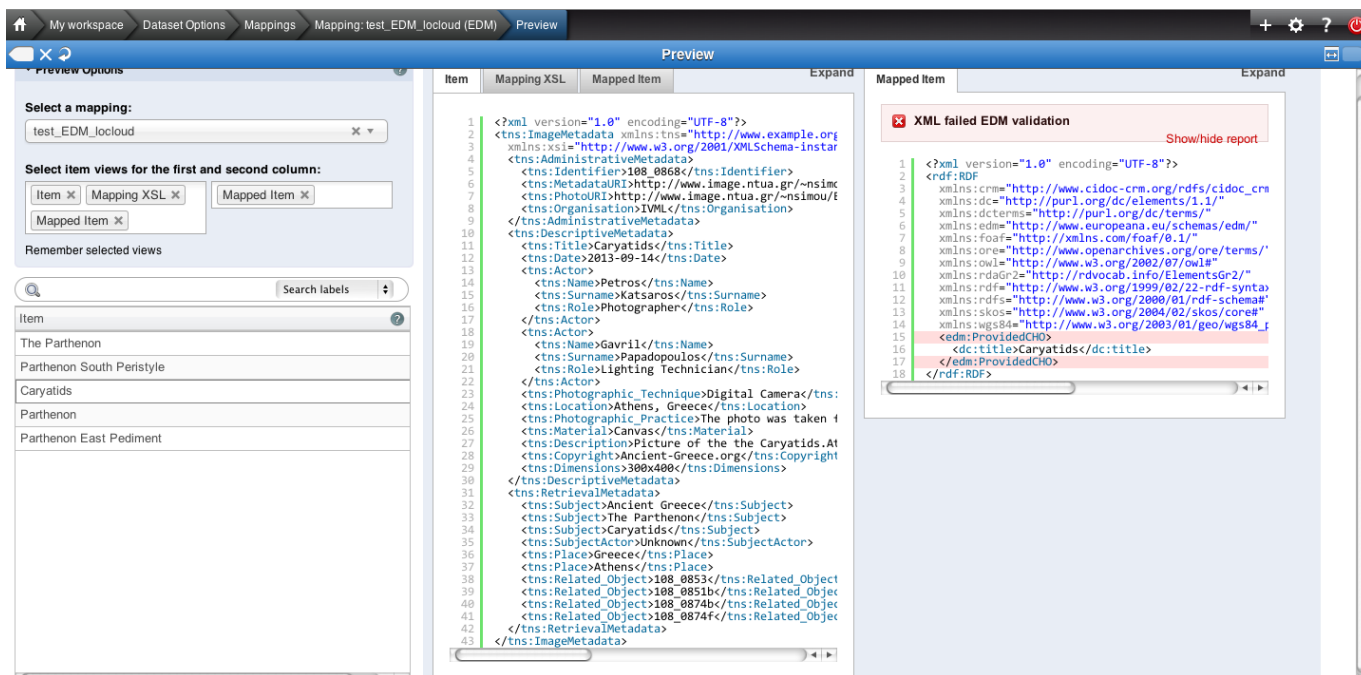 My workspace Dataset Options Mappings Mapping: test_EDM_locloud (EDM) Preview
Preview
Preview Options
Select a mapping:
test_EDM_locloud
Select item views for the first and second column:
Item Mapping XSL Mapped Item
Mapped Item
Remember selected views
Search labels
Item
The Parthenon
Parthenon South Peristyle
Caryatids
Parthenon
Parthenon East Pediment
Item Mapping XSL Mapped Item Expand
1 <?xml version="1.0" encoding="UTF-8"?>
2 <tns:ImageMetadata xmlns:tns="http://www.example.org
3 xmlns:xsi="http://www.w3.org/2001/XMLSchema-instar
4 <tns:AdministrativeMetadata>
5 <tns:Identifier>108_0868</tns:Identifier>
6 <tns:MetadataURI>http://www.image.ntua.gr/~nsimo
7 <tns:PhotoURI>http://www.image.ntua.gr/~nsimou/E
8 <tns:Organisation>IVML</tns:Organisation>
9 </tns:AdministrativeMetadata>
10 <tns:DescriptiveMetadata>
11 <tns:Title>Caryatids</tns:Title>
12 <tns:Date>2013-09-14</tns:Date>
13 <tns:Actor>
14 <tns:Name>Petros</tns:Name>
15 <tns:Surname>Katsaros</tns:Surname>
16 <tns:Role>Photographer</tns:Role>
17 </tns:Actor>
18 <tns:Actor>
19 <tns:Name>Gavril</tns:Name>
20 <tns:Surname>Papadopoulos</tns:Surname>
21 <tns:Role>Lighting Technician</tns:Role>
22 </tns:Actor>
23 <tns:Photographic_Technique>Digital Camera</tns:
24 <tns:Location>Athens, Greece</tns:Location>
25 <tns:Photographic_Practice>The photo was taken f
26 <tns:Material>Canvas</tns:Material>
27 <tns:Description>Picture of the the Caryatids.At
28 <tns:Copyright>Ancient-Greece.org</tns:Copyright
29 <tns:Dimensions>300x400</tns:Dimensions>
30 </tns:DescriptiveMetadata>
31 <tns:RetrievalMetadata>
32 <tns:Subject>Ancient Greece</tns:Subject>
33 <tns:Subject>The Parthenon</tns:Subject>
34 <tns:Subject>Caryatids</tns:Subject>
35 <tns:SubjectActor>Unknown</tns:SubjectActor>
36 <tns:Place>Greece</tns:Place>
37 <tns:Place>Athens</tns:Place>
38 <tns:Related_Object>108_0853</tns:Related_Object
39 <tns:Related_Object>108_0851b</tns:Related_Objec
40 <tns:Related_Object>108_0874b</tns:Related_Objec
41 <tns:Related_Object>108_0874f</tns:Related_Objec
42 </tns:RetrievalMetadata>
43 </tns:ImageMetadata>
Mapped Item Expand
XML failed EDM validation
Show/hide report
1 <?xml version="1.0" encoding="UTF-8"?>
2 <rdf:RDF
3 xmlns:crm="http://www.cidoc-crm.org/rdfs/cidoc_crm
4 xmlns:dc="http://purl.org/dc/elements/1.1/"
5 xmlns:dcterms="http://purl.org/dc/terms/"
6 xmlns:edm="http://www.europeana.eu/schemas/edm/"
7 xmlns:foaf="http://xmlns.com/foaf/0.1/"
8 xmlns:ore="http://www.openarchives.org/ore/terms/"
9 xmlns:owl="http://www.w3.org/2002/07/owl#"
10 xmlns:rdaGr2="http://rdvocab.info/ElementsGr2/"
11 xmlns:rdf="http://www.w3.org/1999/02/22-rdf-syntax
12 xmlns:rdfs="http://www.w3.org/2000/01/rdf-schema#"
13 xmlns:skos="http://www.w3.org/2004/02/skos/core#"
14 xmlns:wgs84="http://www.w3.org/2003/01/geo/wgs84_p
15 <edm:ProvidedCHO>
16 <dc:title>Caryatids</dc:title>
17 </edm:ProvidedCHO>
18 </rdf:RDF>